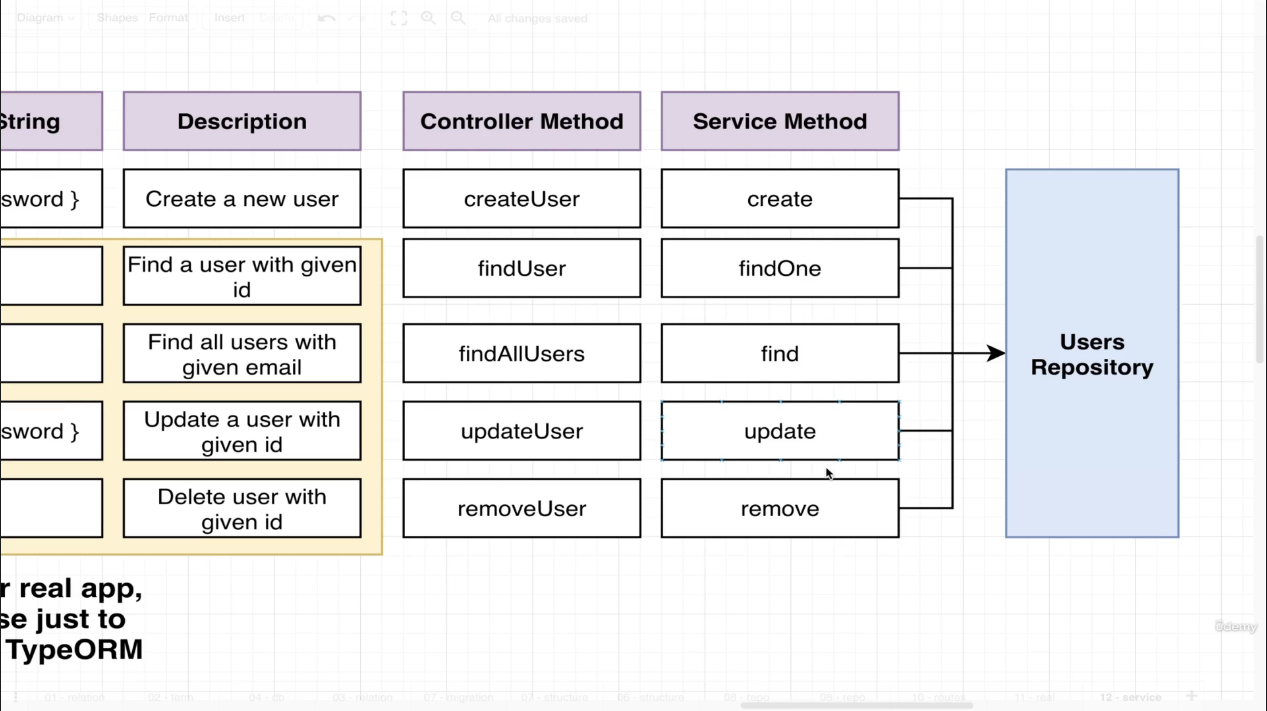 Diagram
Shapes
Format
Insert
Delete
All changes saved
String
Description
Controller Method
Service Method
sword }
Create a new user
createUser
create
Find a user with given
id
findUser
findOne
Find all users with
given email
findAllUsers
find
Users
Repository
sword }
Update a user with
given id
updateUser
update
Delete user with
given id
removeUser
remove
r real app,
se just to
TypeORM
ûdemy
01 - relation
02 - term
04 - db
03 - relation
07 - migration
07 - structure
06 - structure
08 - repo
09 - repo
10 - routes
11 - real
12 - service